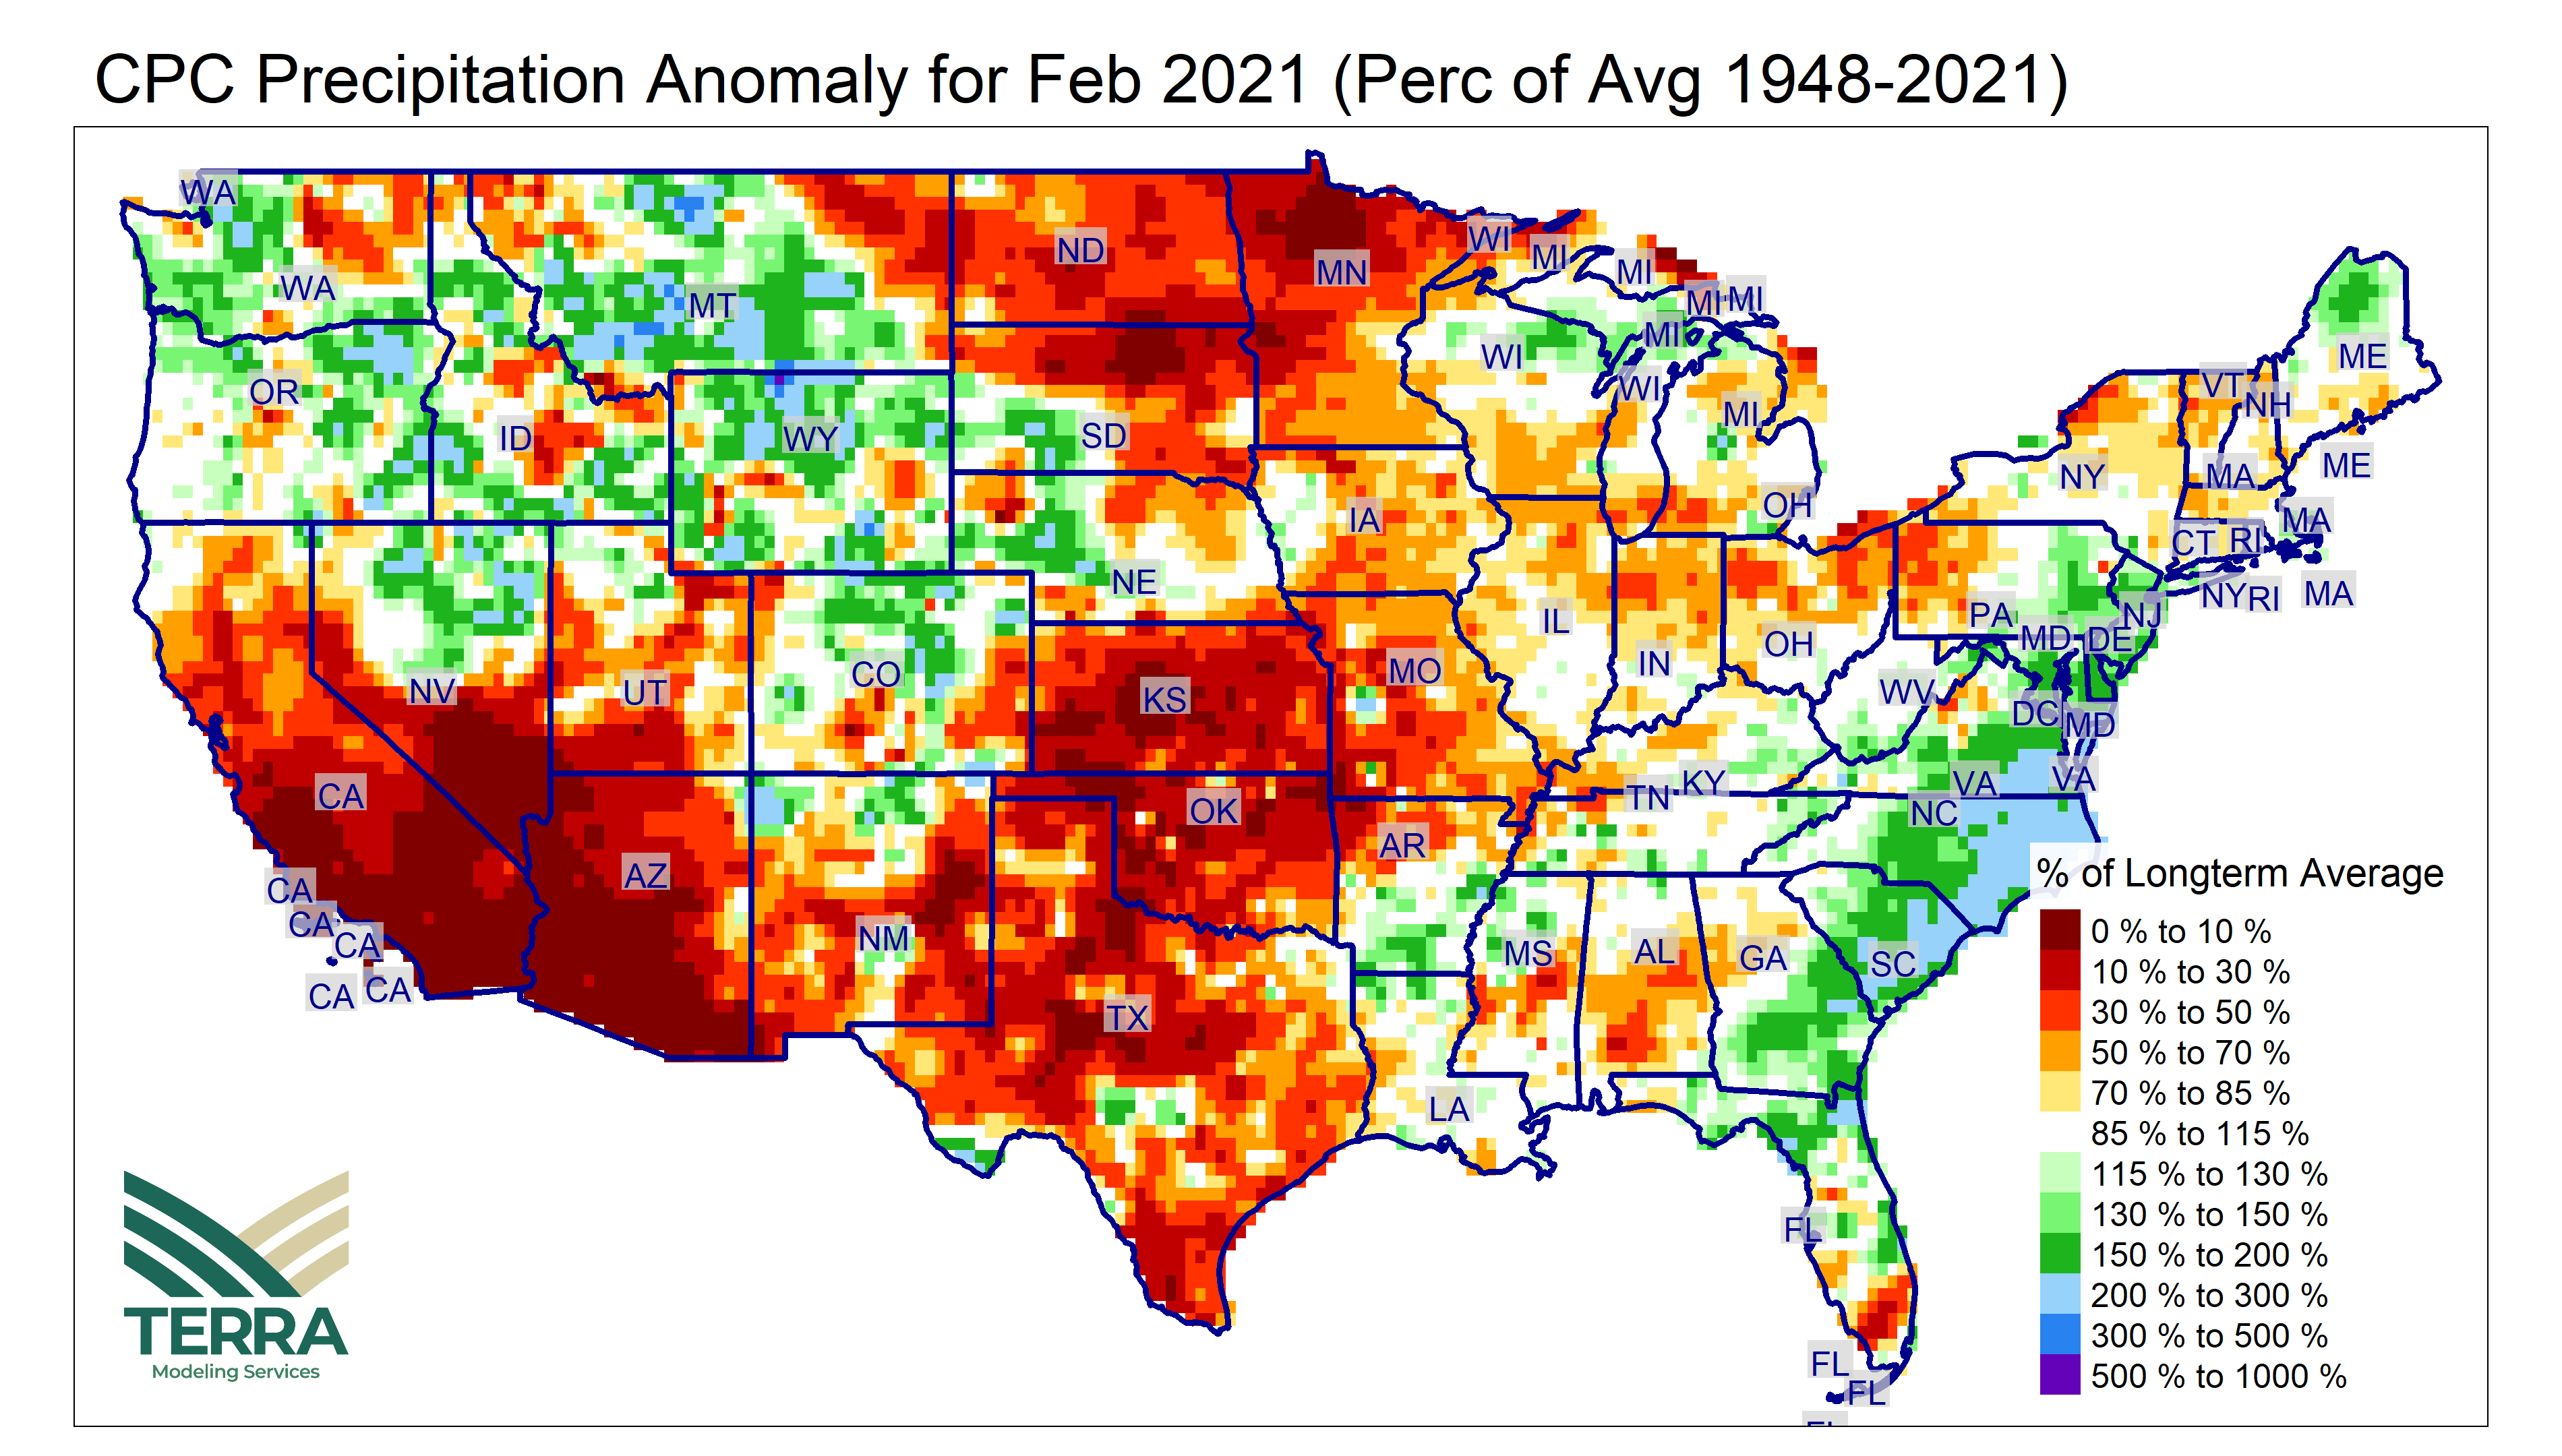 CPC Precipitation Anomaly for Feb 2021 (Perc of Avg 1948-2021)
WA
WI
ND
MI
MN
MI
WA
MT
MI
MI
MI
WI
ME
OR
WI
VT
NH
MI
ID
WY
SD
ME
NY
MA
OH
IA
MA
CT
RI
NE
NY
RI
MA
IL
PA
NJ
OH
MD
DE
IN
CO
MO
NV
UT
KS
WV
DC
MD
CA
TN
KY
VA
VA
OK
NC
AR
AZ
CA
% of Longterm Average
CA
CA
NM
MS
AL
GA
SC
CA
CA
TX
LA
FL
FL
FL
FL
0 % to 10 %
10 % to 30 %
30 % to 50 %
50 % to 70 %
70 % to 85 %
85 % to 115 %
115 % to 130 %
130 % to 150 %
150 % to 200 %
200 % to 300 %
300 % to 500 %
500 % to 1000 %
TERRA
Modeling Services